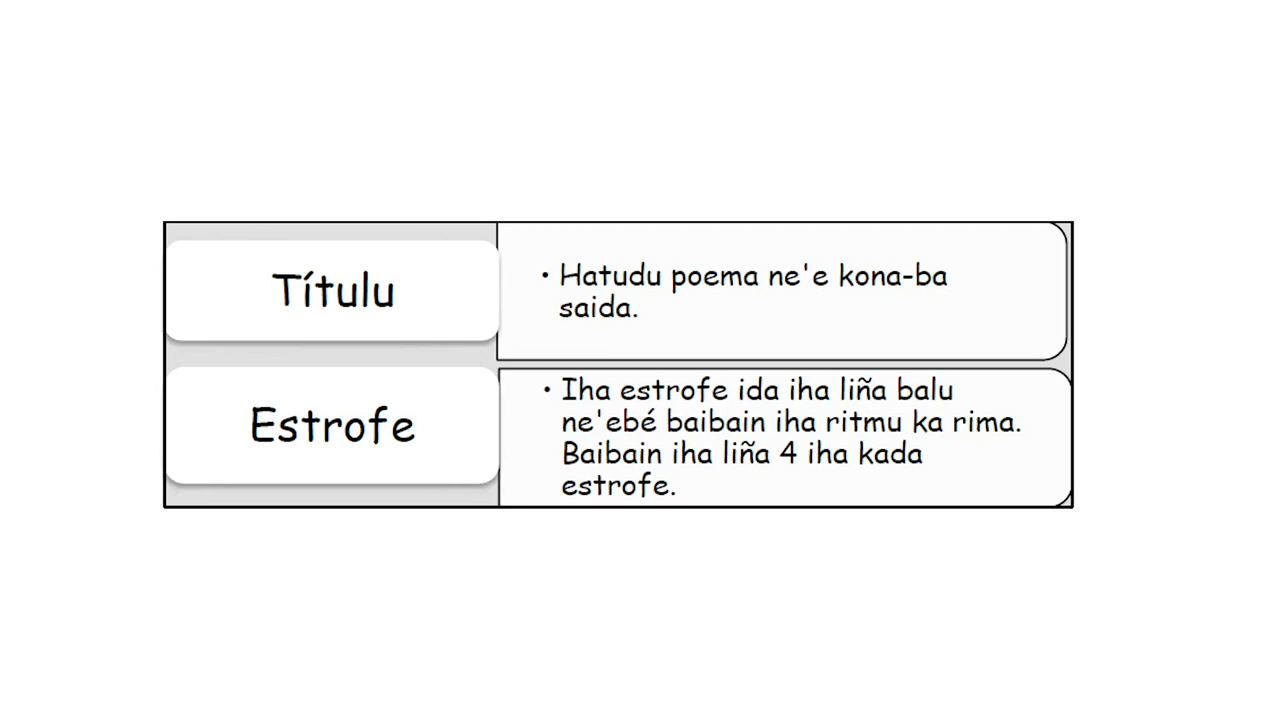 Títulu
• Hatudu poema ne'e kona-ba
saida.
Estrofe
• Iha estrofe ida iha liña balu
ne'ebé baibain iha ritmu ka rima.
Baibain iha liña 4 iha kada
estrofe.